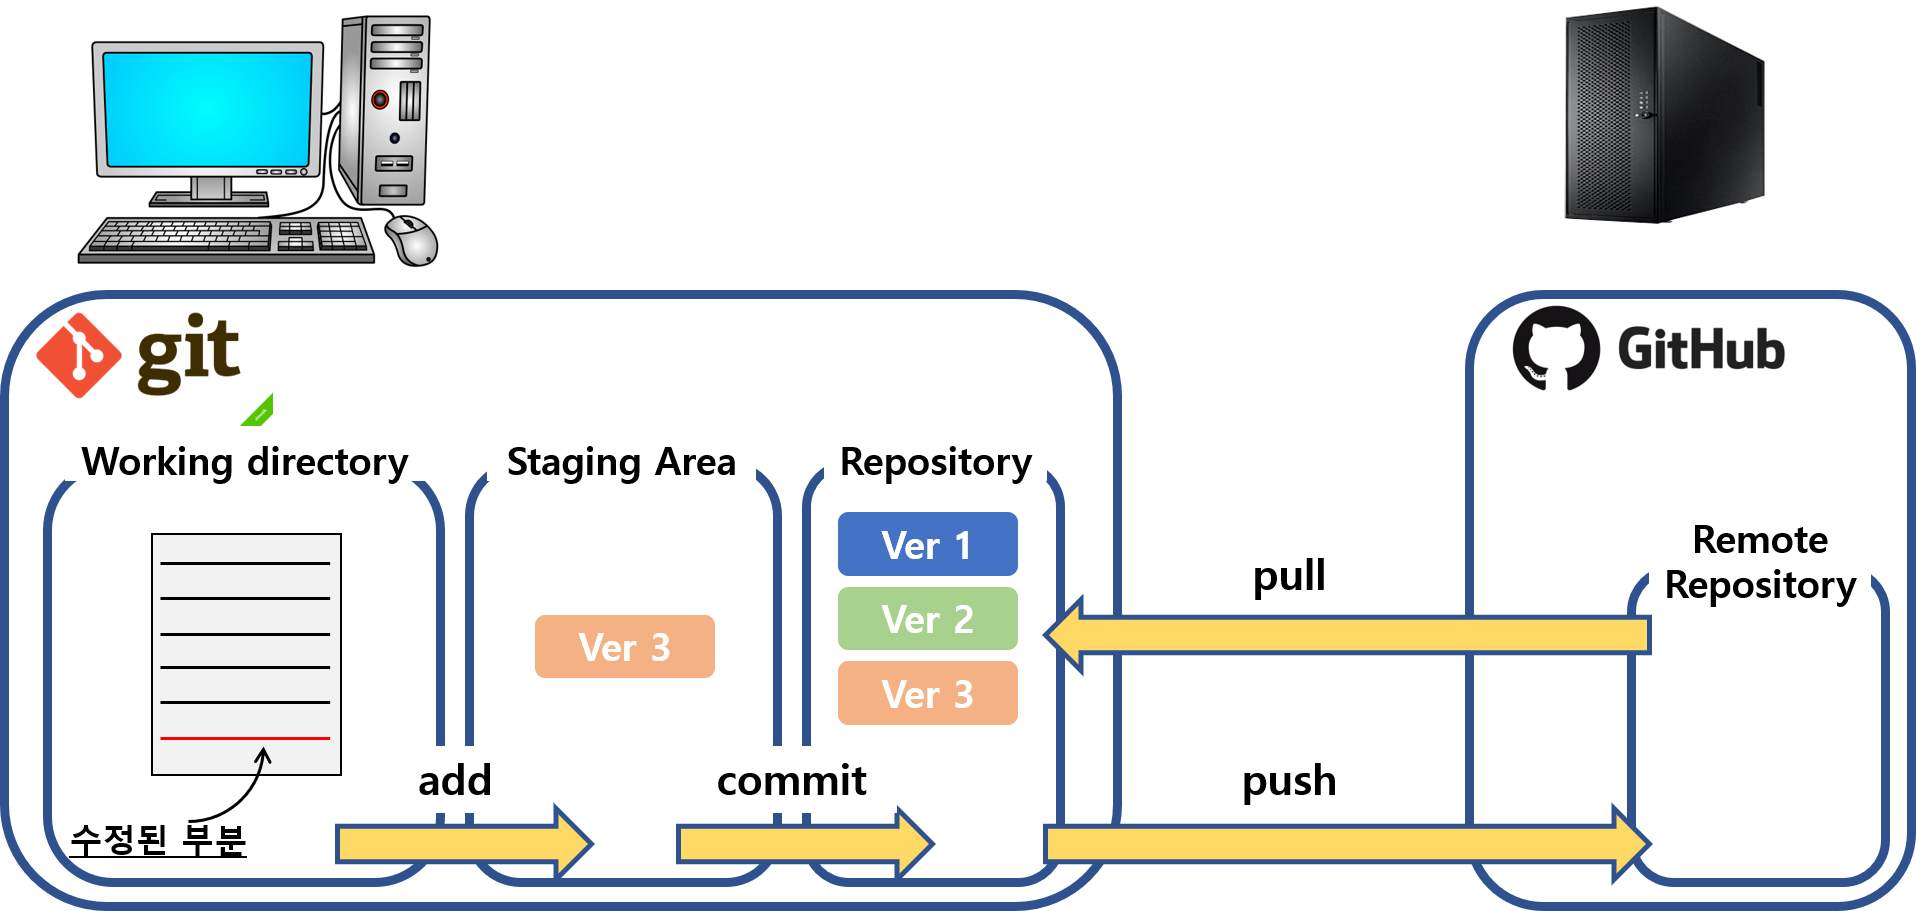 git
GitHub
Working directory
Staging Area
Repository
Ver 1
Ver 2
Ver 3
Ver 3
수정된 부분
add
commit
pull
push
Remote
Repository